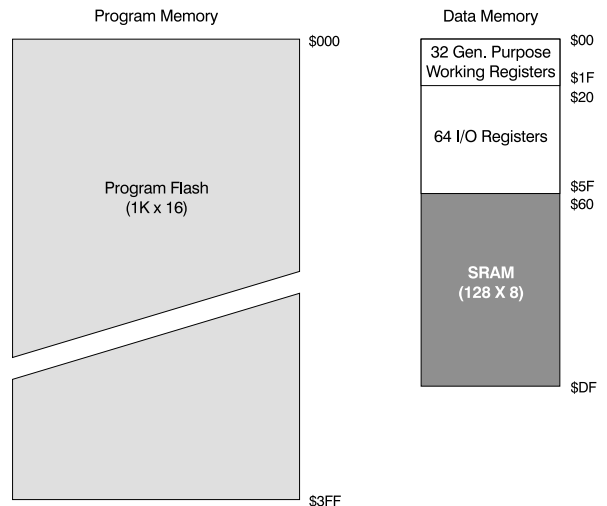 Program Memory
$000
Program Flash
(1K x 16)
$3FF
Data Memory
32 Gen. Purpose
Working Registers
$00
$1F
$20
64 I/O Registers
$5F
$60
SRAM
(128 X 8)
$DF